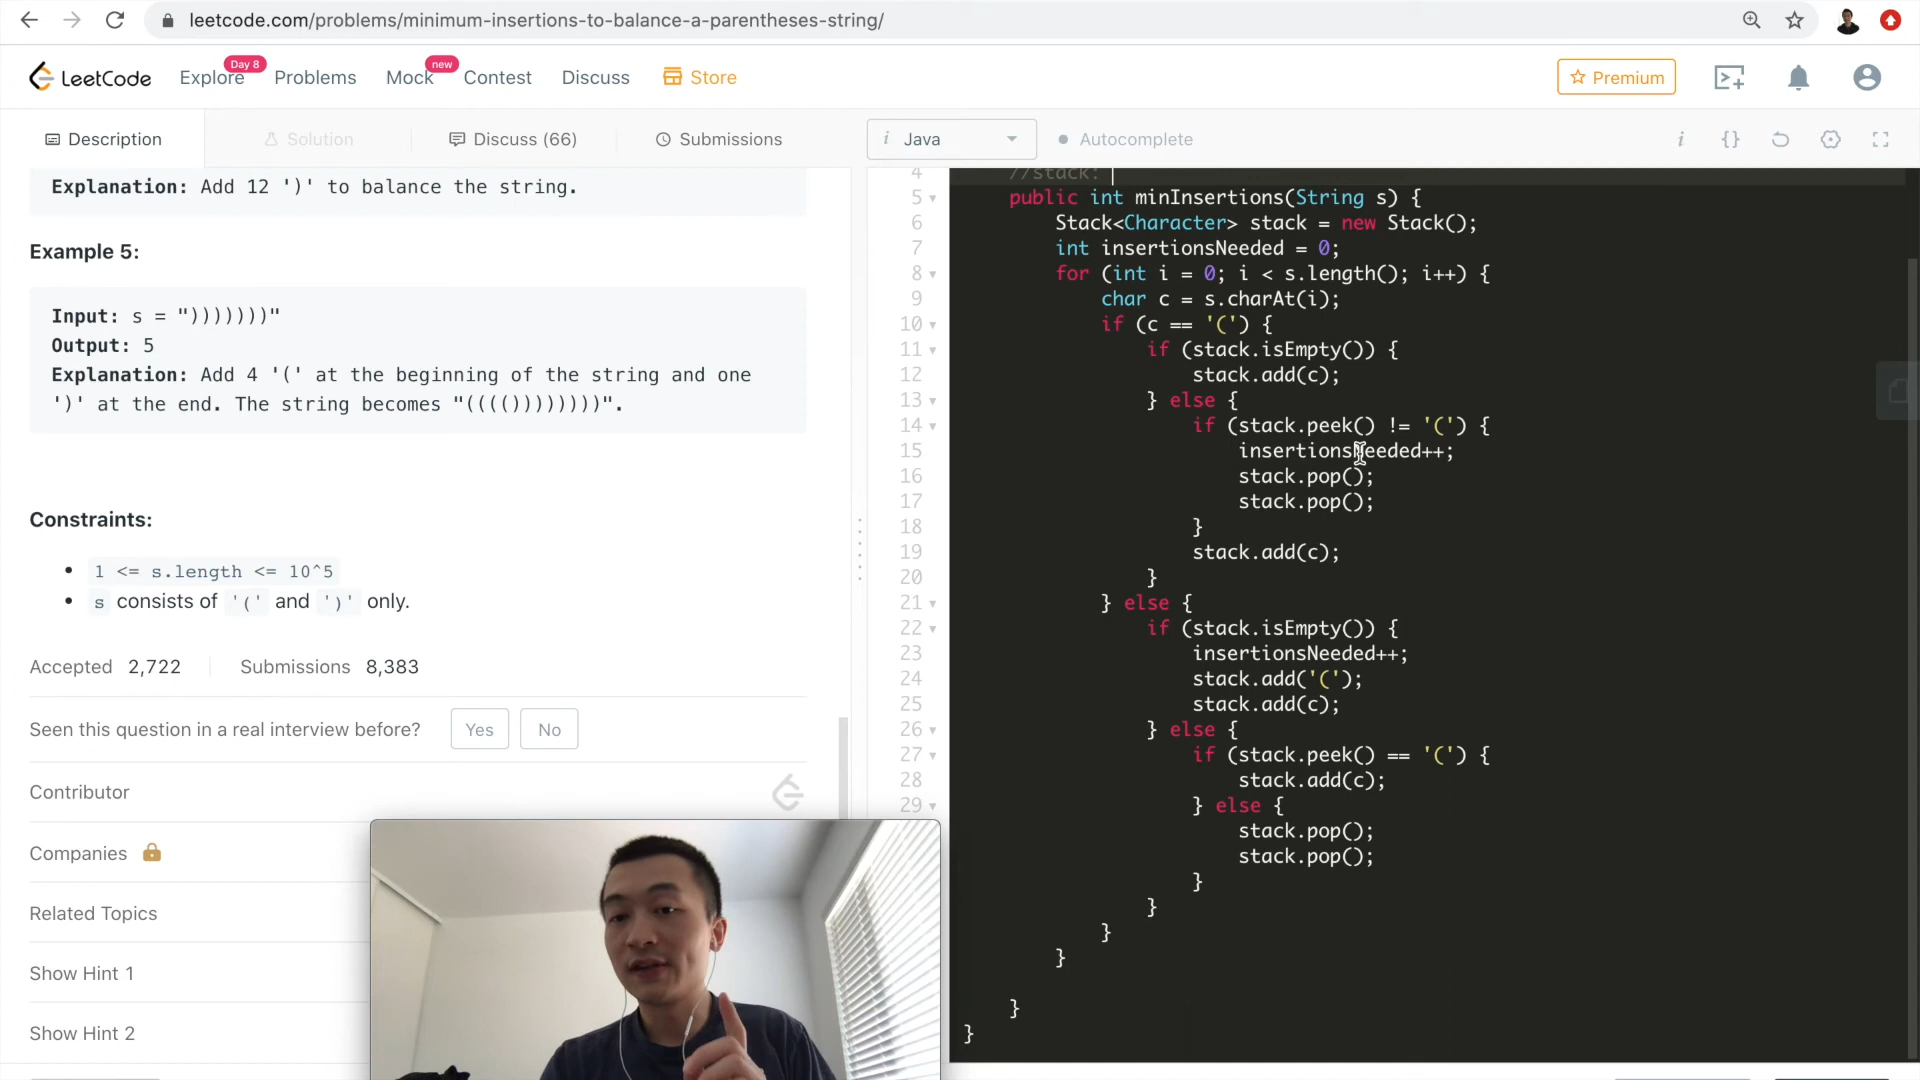 leetcode.com/problems/minimum-insertions-to-balance-a-parentheses-string/
LeetCode
Explore
Day 8
Problems
Mock
new
Contest
Discuss
Store
Premium
Description
Solution
Discuss (66)
Submissions
i Java
Autocomplete
i {}
Explanation: Add 12 ')' to balance the string.
Example 5:
Input: s = ")))))))"
Output: 5
Explanation: Add 4 '(' at the beginning of the string and one
')' at the end. The string becomes "(((())))))))".
Constraints:
1 <= s.length <= 10^5
s consists of '(' and ')' only.
Accepted 2,722
Submissions 8,383
Seen this question in a real interview before?
Yes
No
Contributor
Companies
Related Topics
Show Hint 1
Show Hint 2
4 //stack:
5 public int minInsertions(String s) {
6 Stack<Character> stack = new Stack();
7 int insertionsNeeded = 0;
8 for (int i = 0; i < s.length(); i++) {
9 char c = s.charAt(i);
10 if (c == '(') {
11 if (stack.isEmpty()) {
12 stack.add(c);
13 } else {
14 if (stack.peek() != '(') {
15 insertionsNeeded++;
16 stack.pop();
17 stack.pop();
18 }
19 stack.add(c);
20 }
21 } else {
22 if (stack.isEmpty()) {
23 insertionsNeeded++;
24 stack.add('(');
25 stack.add(c);
26 } else {
27 if (stack.peek() == '(') {
28 stack.add(c);
29 } else {
stack.pop();
stack.pop();
}
}
}
}
}
}